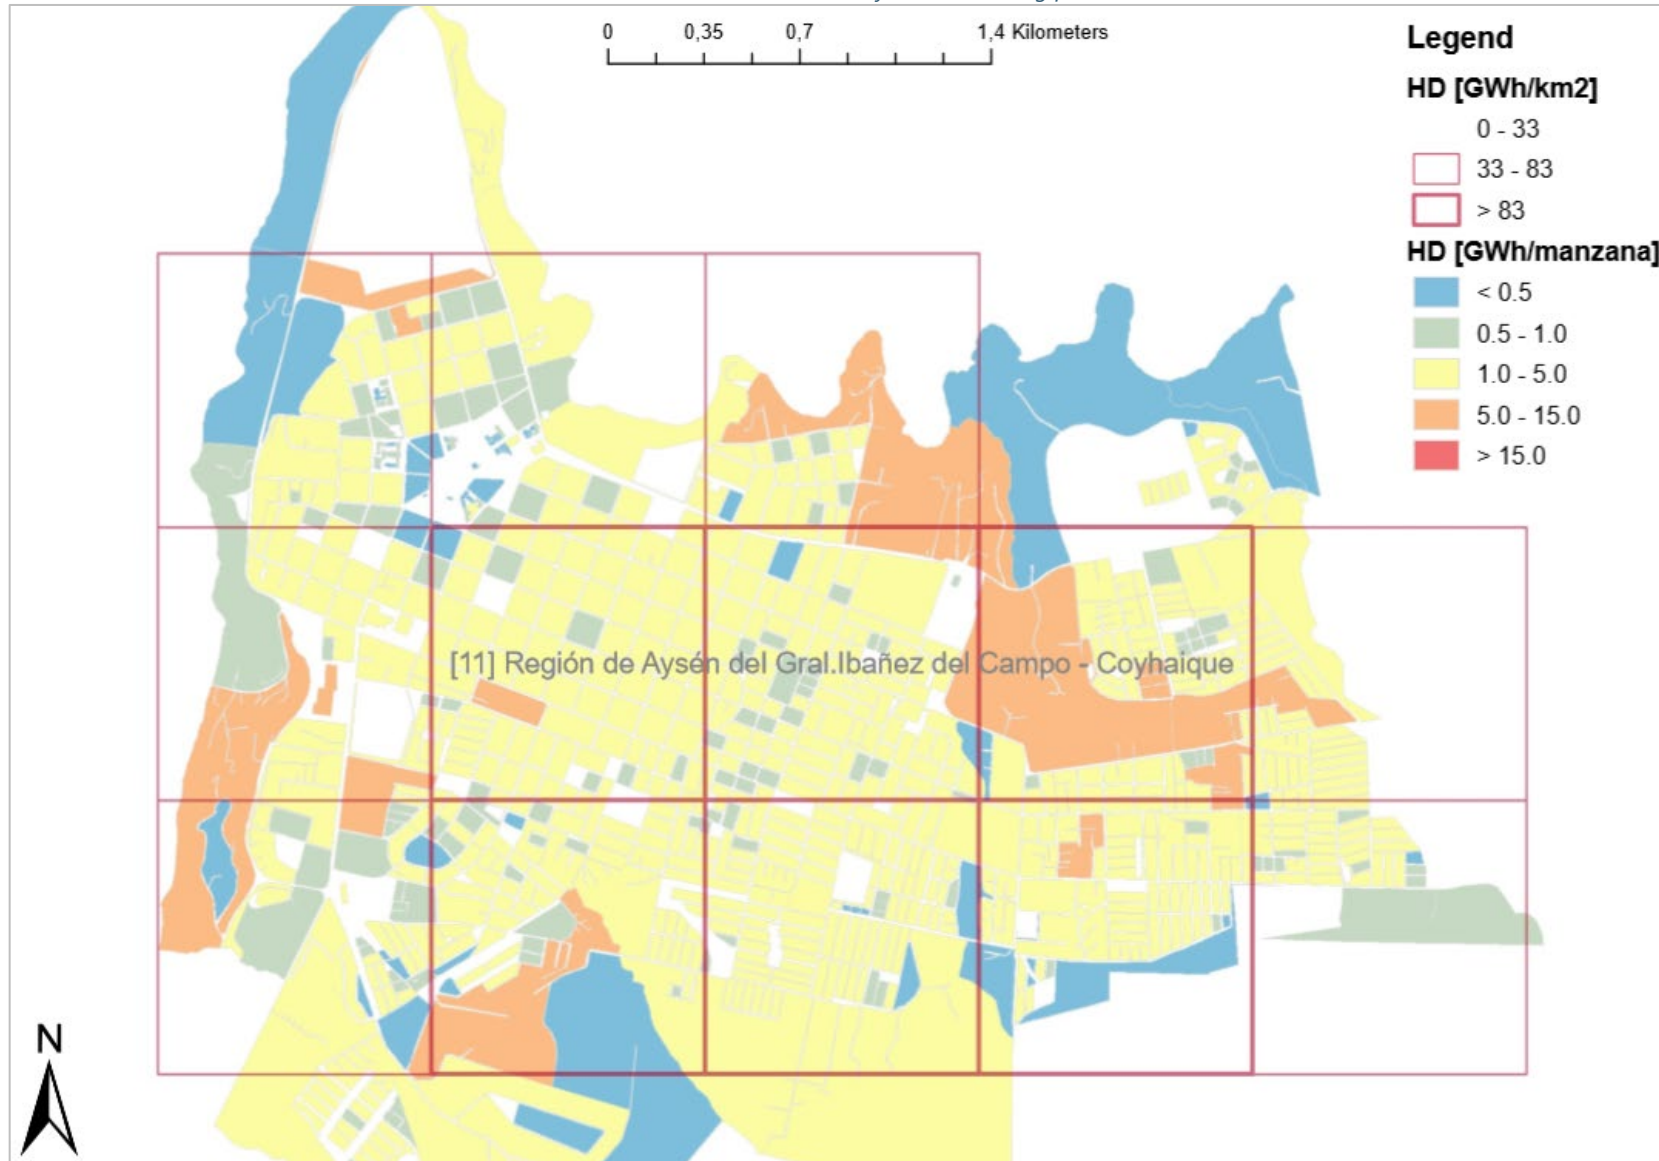 0 0,35 0,7 1,4 Kilometers
Legend
HD [GWh/km2]
0 - 33
33 - 83
> 83
HD [GWh/manzana]
< 0.5
0.5 - 1.0
1.0 - 5.0
5.0 - 15.0
> 15.0
[11] Región de Aysén del Gral.Ibañez del Campo - Coyhaique
N